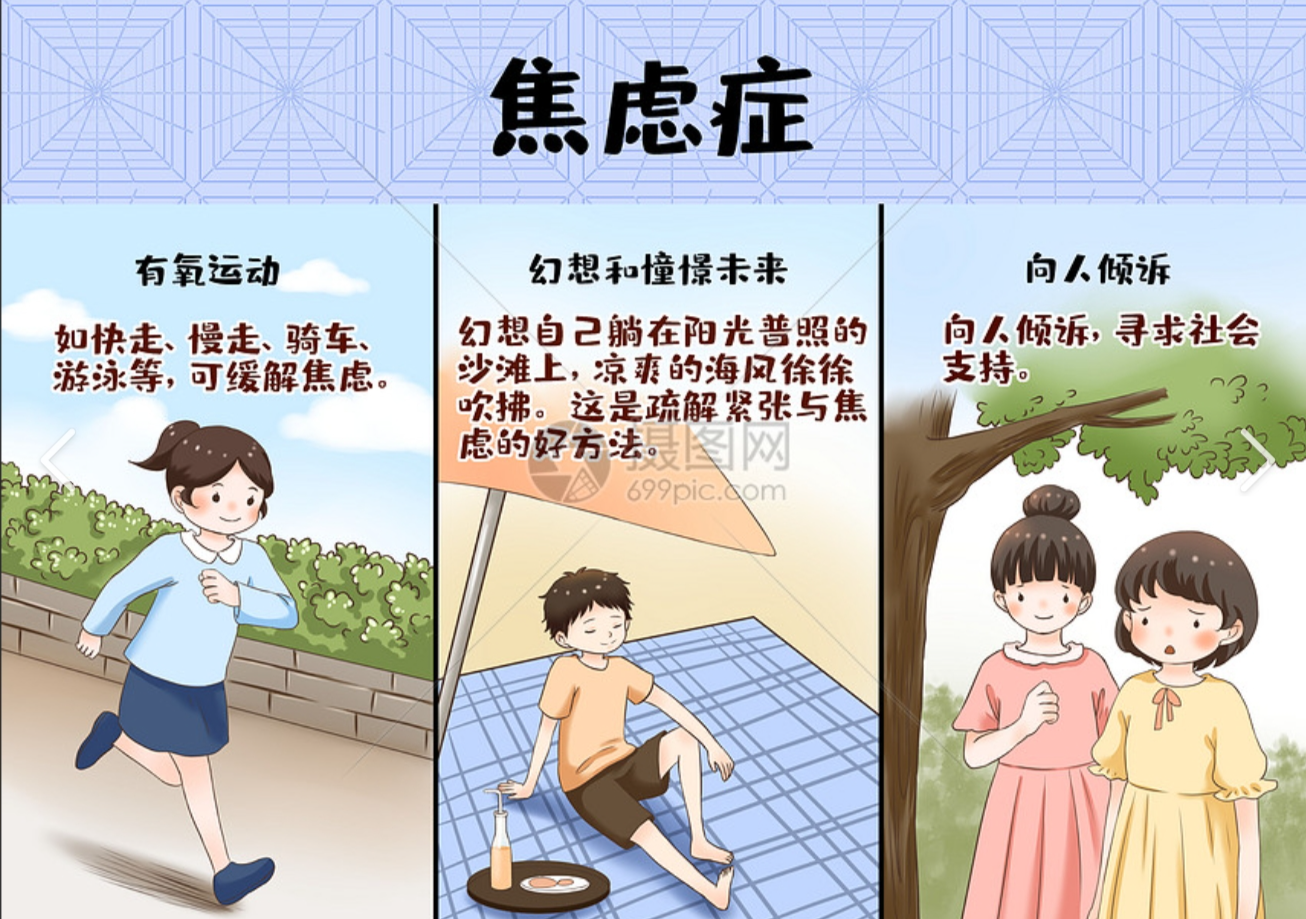 焦虑症
有氧运动
如快走、慢走、骑车、
游泳等，可缓解焦虑。
幻想和憧憬未来
幻想自己躺在阳光普照的
沙滩上，凉爽的海风徐徐
吹拂。这是疏解紧张与焦
虑的好方法。
摄图网
699pic.com
向人倾诉
向人倾诉，寻求社会
支持。